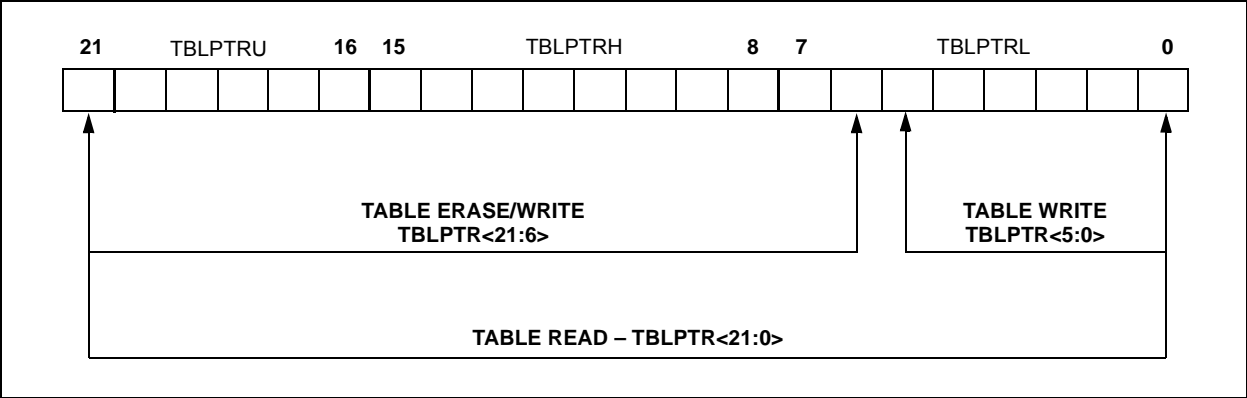 21 TBLPTRU 16 15 TBLPTRH 8 7 TBLPTRL 0
TABLE ERASE/WRITE
TBLPTR<21:6>
TABLE WRITE
TBLPTR<5:0>
TABLE READ – TBLPTR<21:0>